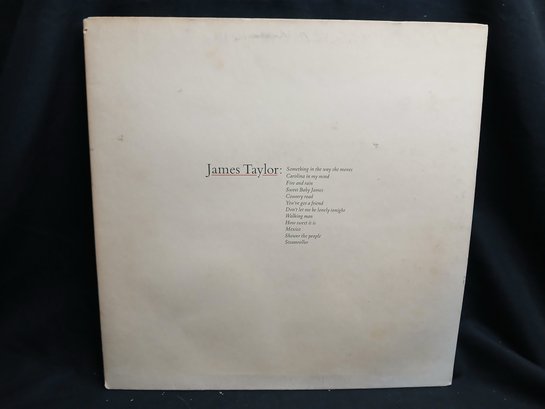 James Taylor: Something in the way she moves
Carolina in my mind
Fire and rain
Sweet Baby James
Country road
You've got a friend
Don't let me be lonely tonight
Walking man
How sweet it is
Mexico
Shower the people
Steamroller